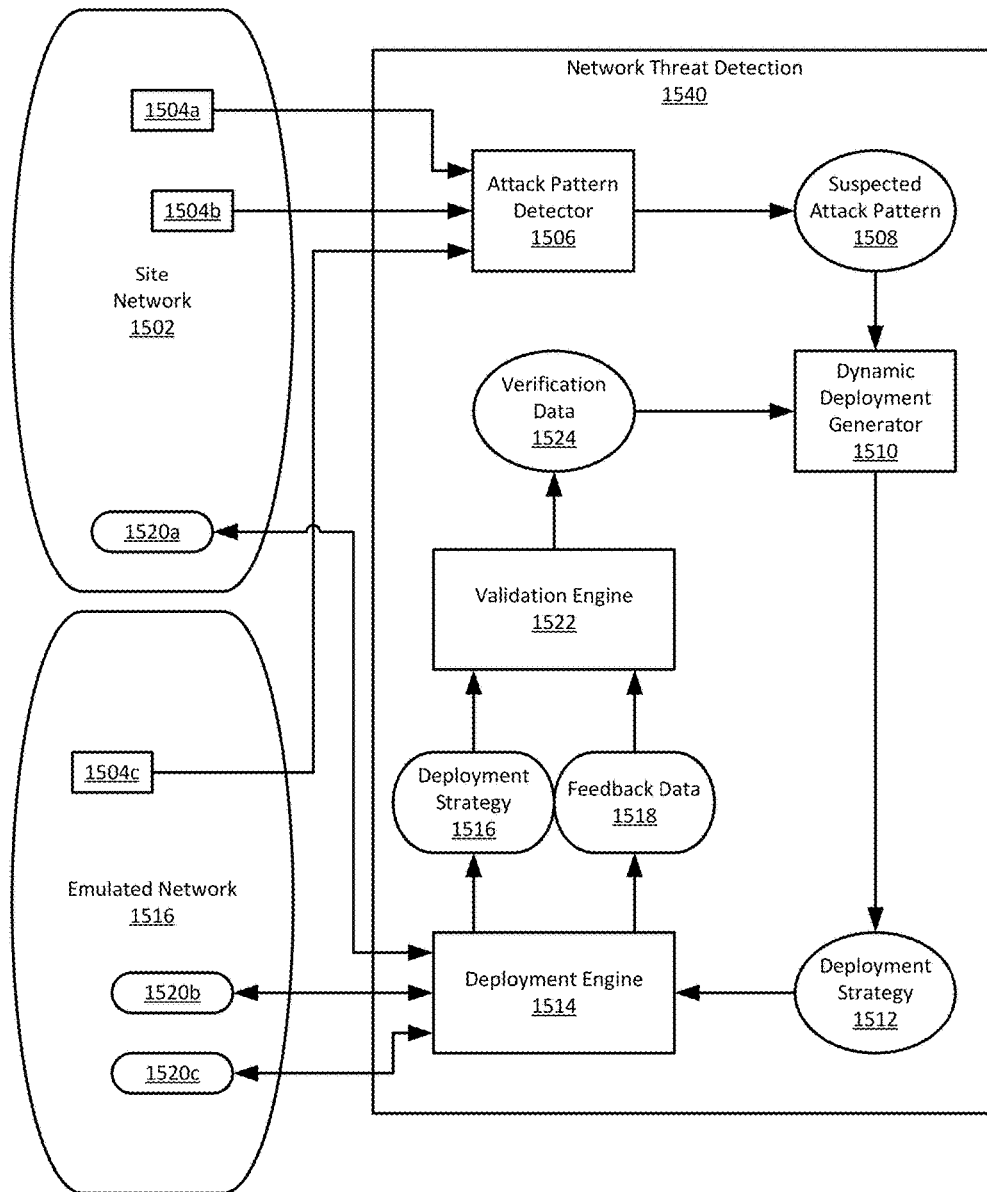 Network Threat Detection
1540
1504a
Attack Pattern
Detector
1506
Suspected
Attack Pattern
1508
1504b
Site
Network
1502
Verification
Data
1524
Dynamic
Deployment
Generator
1510
1520a
Validation Engine
1522
1504c
Deployment
Strategy
1516
Feedback Data
1518
Emulated Network
1516
Deployment Engine
1514
Deployment
Strategy
1512
1520b
1520c